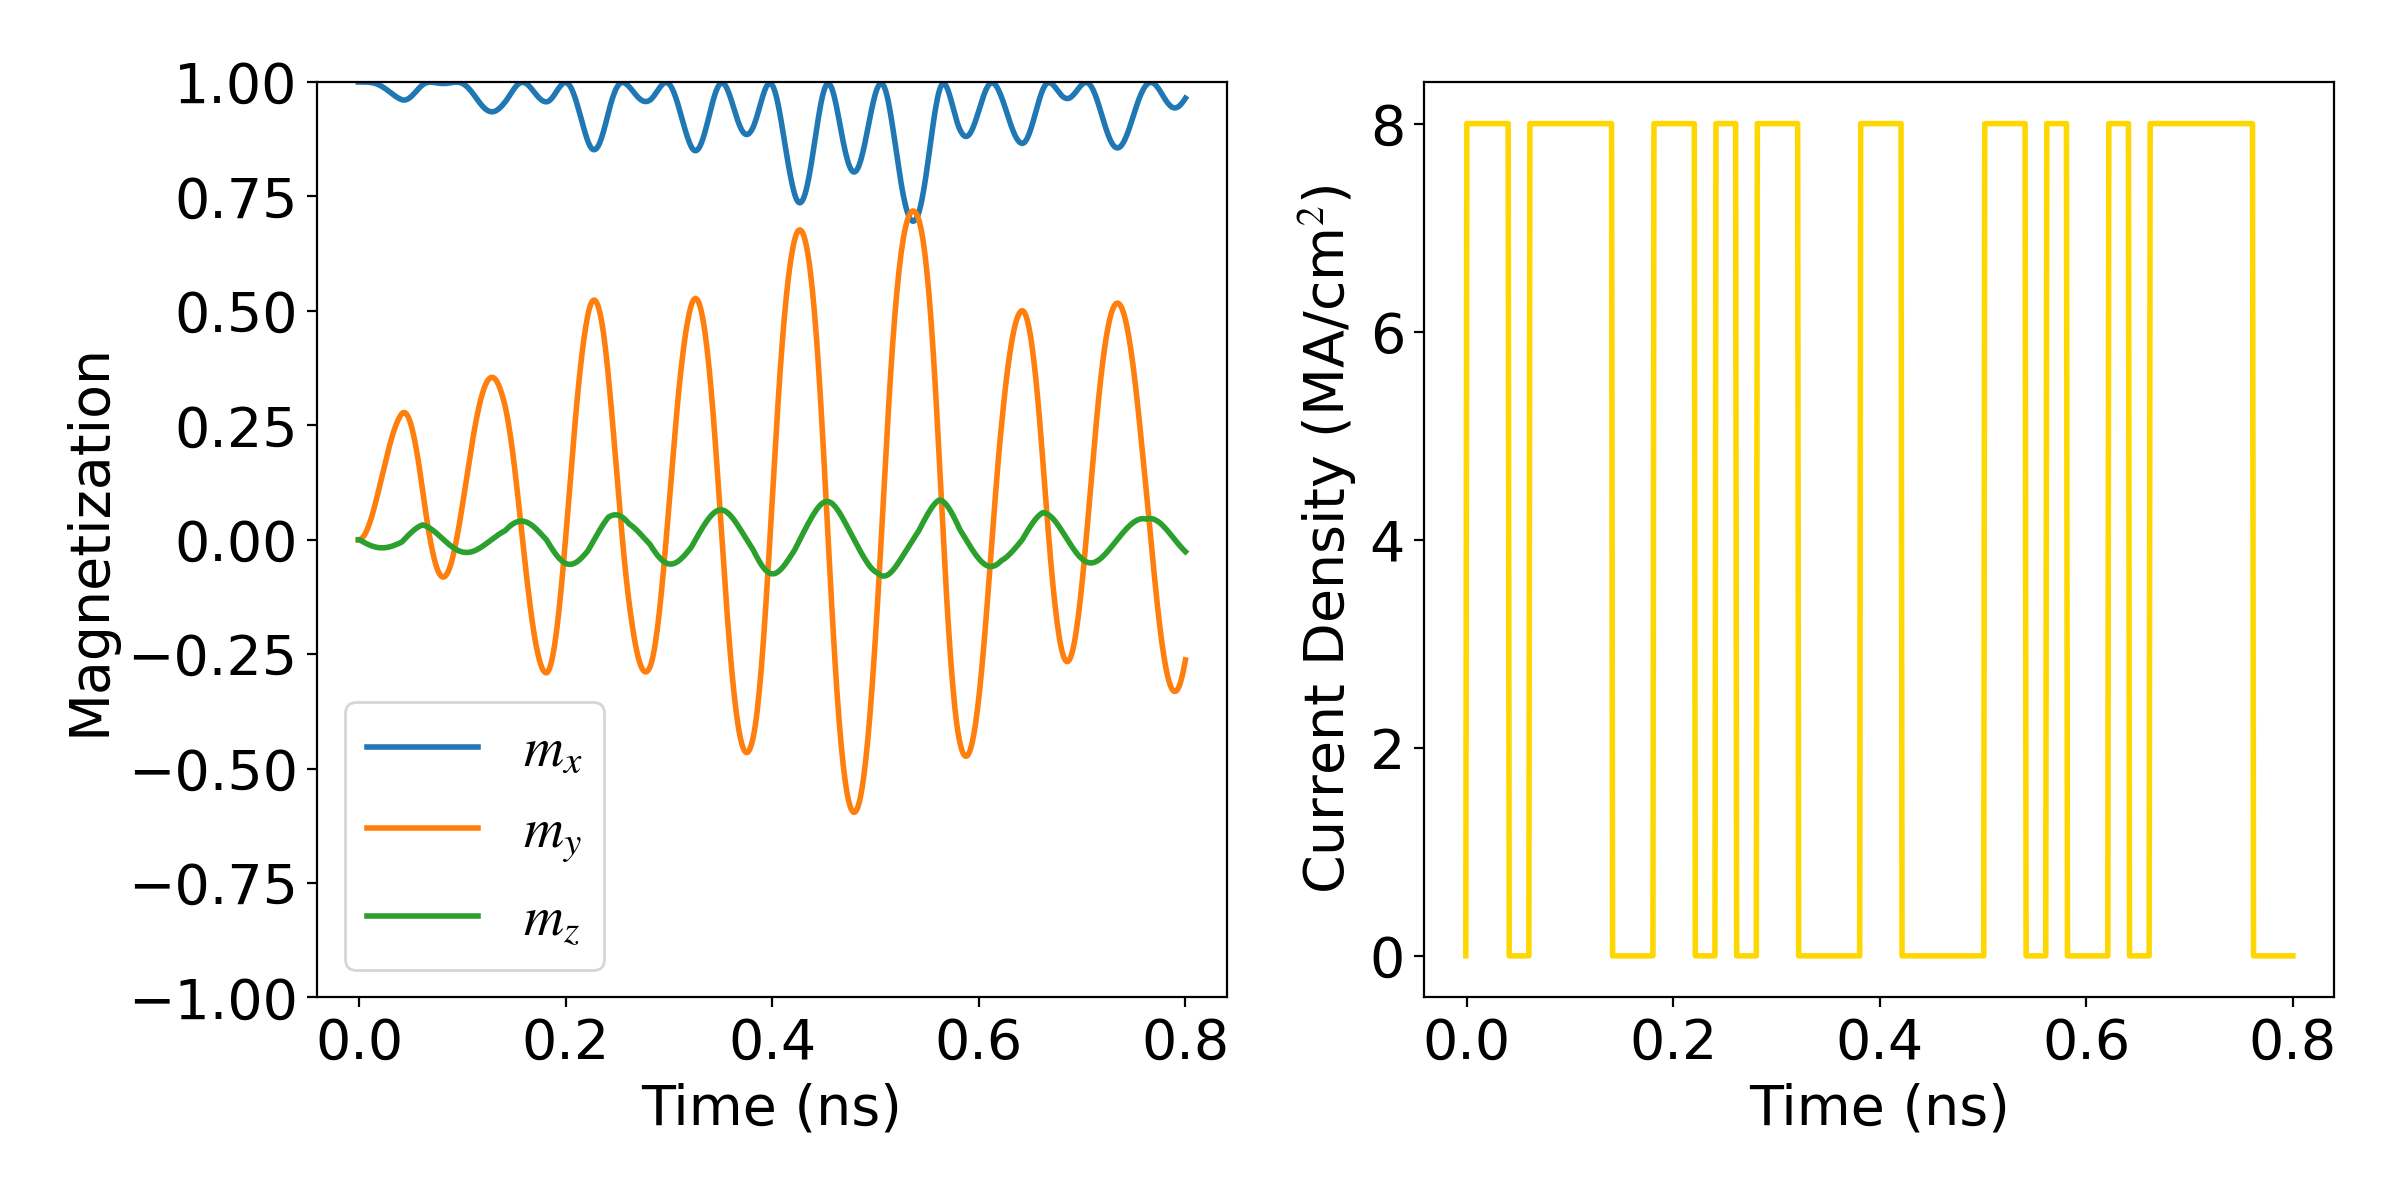 1.00
0.75
0.50
0.25
0.00
−0.25
−0.50
−0.75
−1.00
Magnetization
m_x
m_y
m_z
0.0 0.2 0.4 0.6 0.8
Time (ns)
8
6
4
2
0
Current Density (MA/cm²)
0.0 0.2 0.4 0.6 0.8
Time (ns)